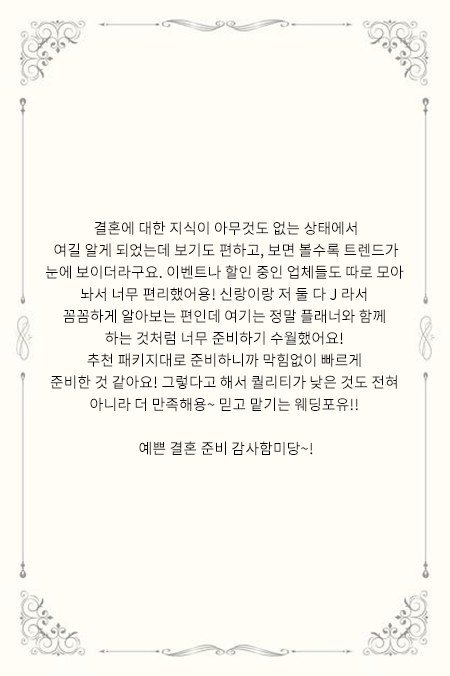 결혼에 대한 지식이 아무것도 없는 상태에서
여길 알게 되었는데 보기도 편하고, 보면 볼수록 트렌드가
눈에 보이더라구요. 이벤트나 할인 중인 업체들도 따로 모아
놔서 너무 편리했어용! 신랑이랑 저 둘 다 J 라서
꼼꼼하게 알아보는 편인데 여기는 정말 플래너와 함께
하는 것처럼 너무 준비하기 수월했어요!
추천 패키지대로 준비하니까 막힘없이 빠르게
준비한 것 같아요! 그렇다고 해서 퀄리티가 낮은 것도 전혀
아니라 더 만족해용~ 믿고 맡기는 웨딩포유!!
예쁜 결혼 준비 감사함미당~!